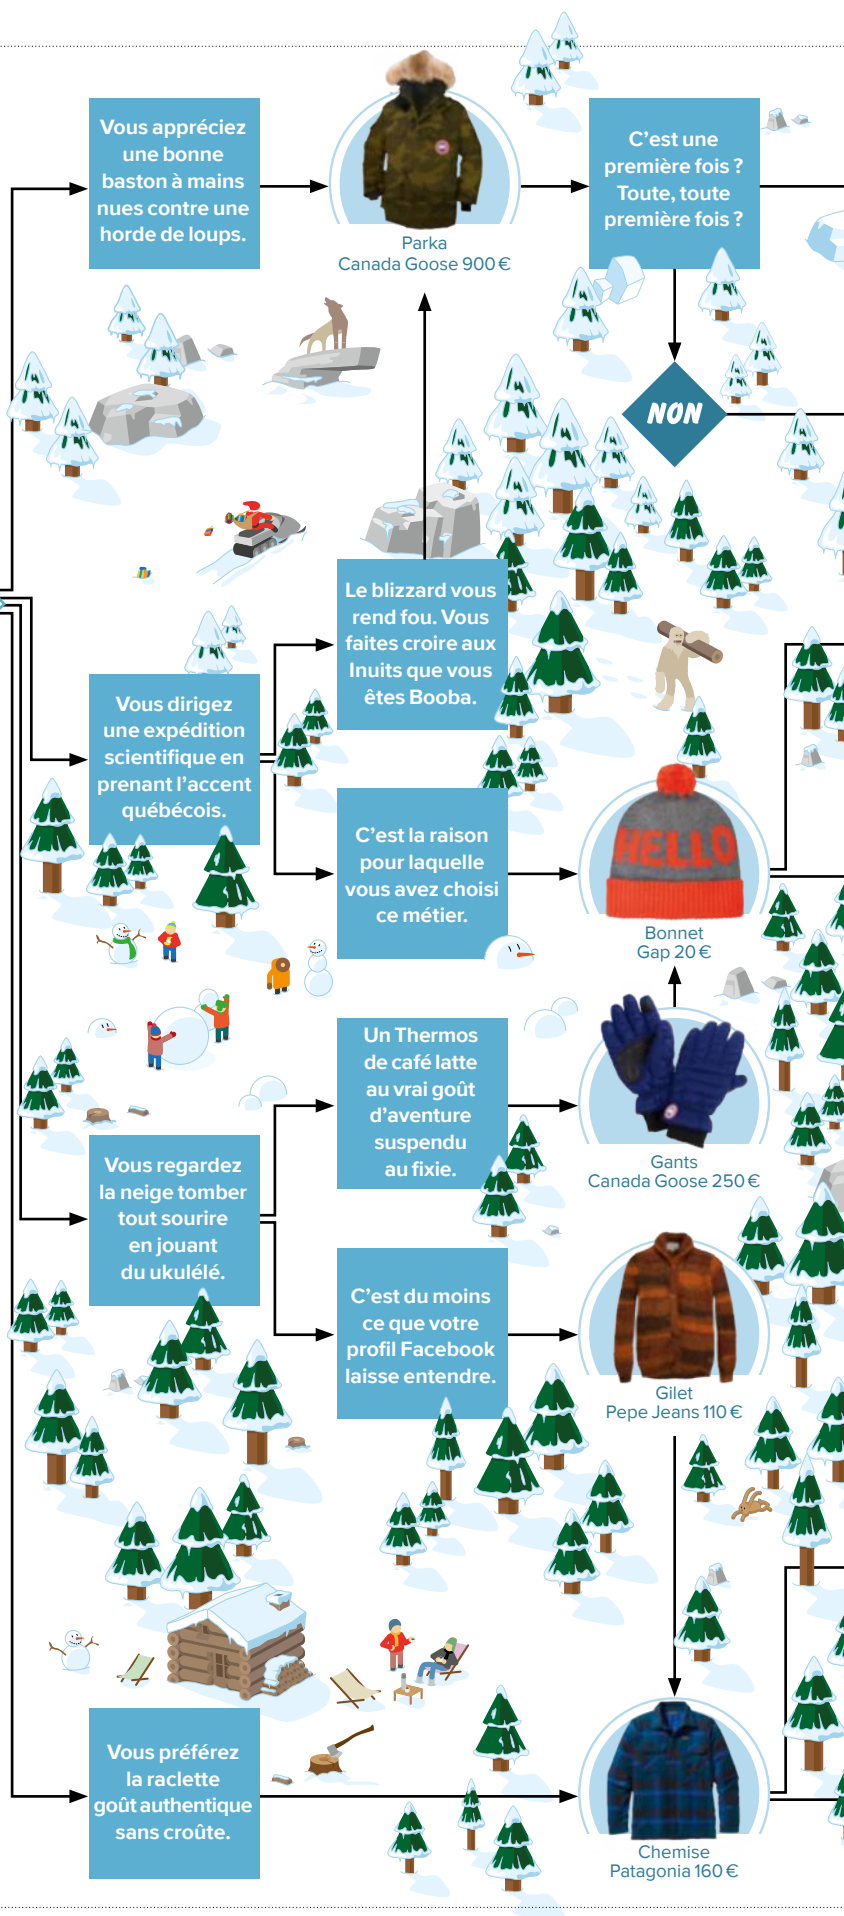 Vous appréciez
une bonne
baston à mains
nues contre une
horde de loups.
Parka
Canada Goose 900 €
C'est une
première fois ?
Toute, toute
première fois ?
NON
Le blizzard vous
rend fou. Vous
faites croire aux
Inuits que vous
êtes Booba.
Vous dirigez
une expédition
scientifique en
prenant l'accent
québécois.
C'est la raison
pour laquelle
vous avez choisi
ce métier.
HELLO
Bonnet
Gap 20 €
Un Thermos
de café latte
au vrai goût
d'aventure
suspendu
au fixie.
Gants
Canada Goose 250 €
Vous regardez
la neige tomber
tout sourire
en jouant
du ukulélé.
C'est du moins
ce que votre
profil Facebook
laisse entendre.
Gilet
Pepe Jeans 110 €
Vous préférez
la raclette
goût authentique
sans croûte.
Chemise
Patagonia 160 €